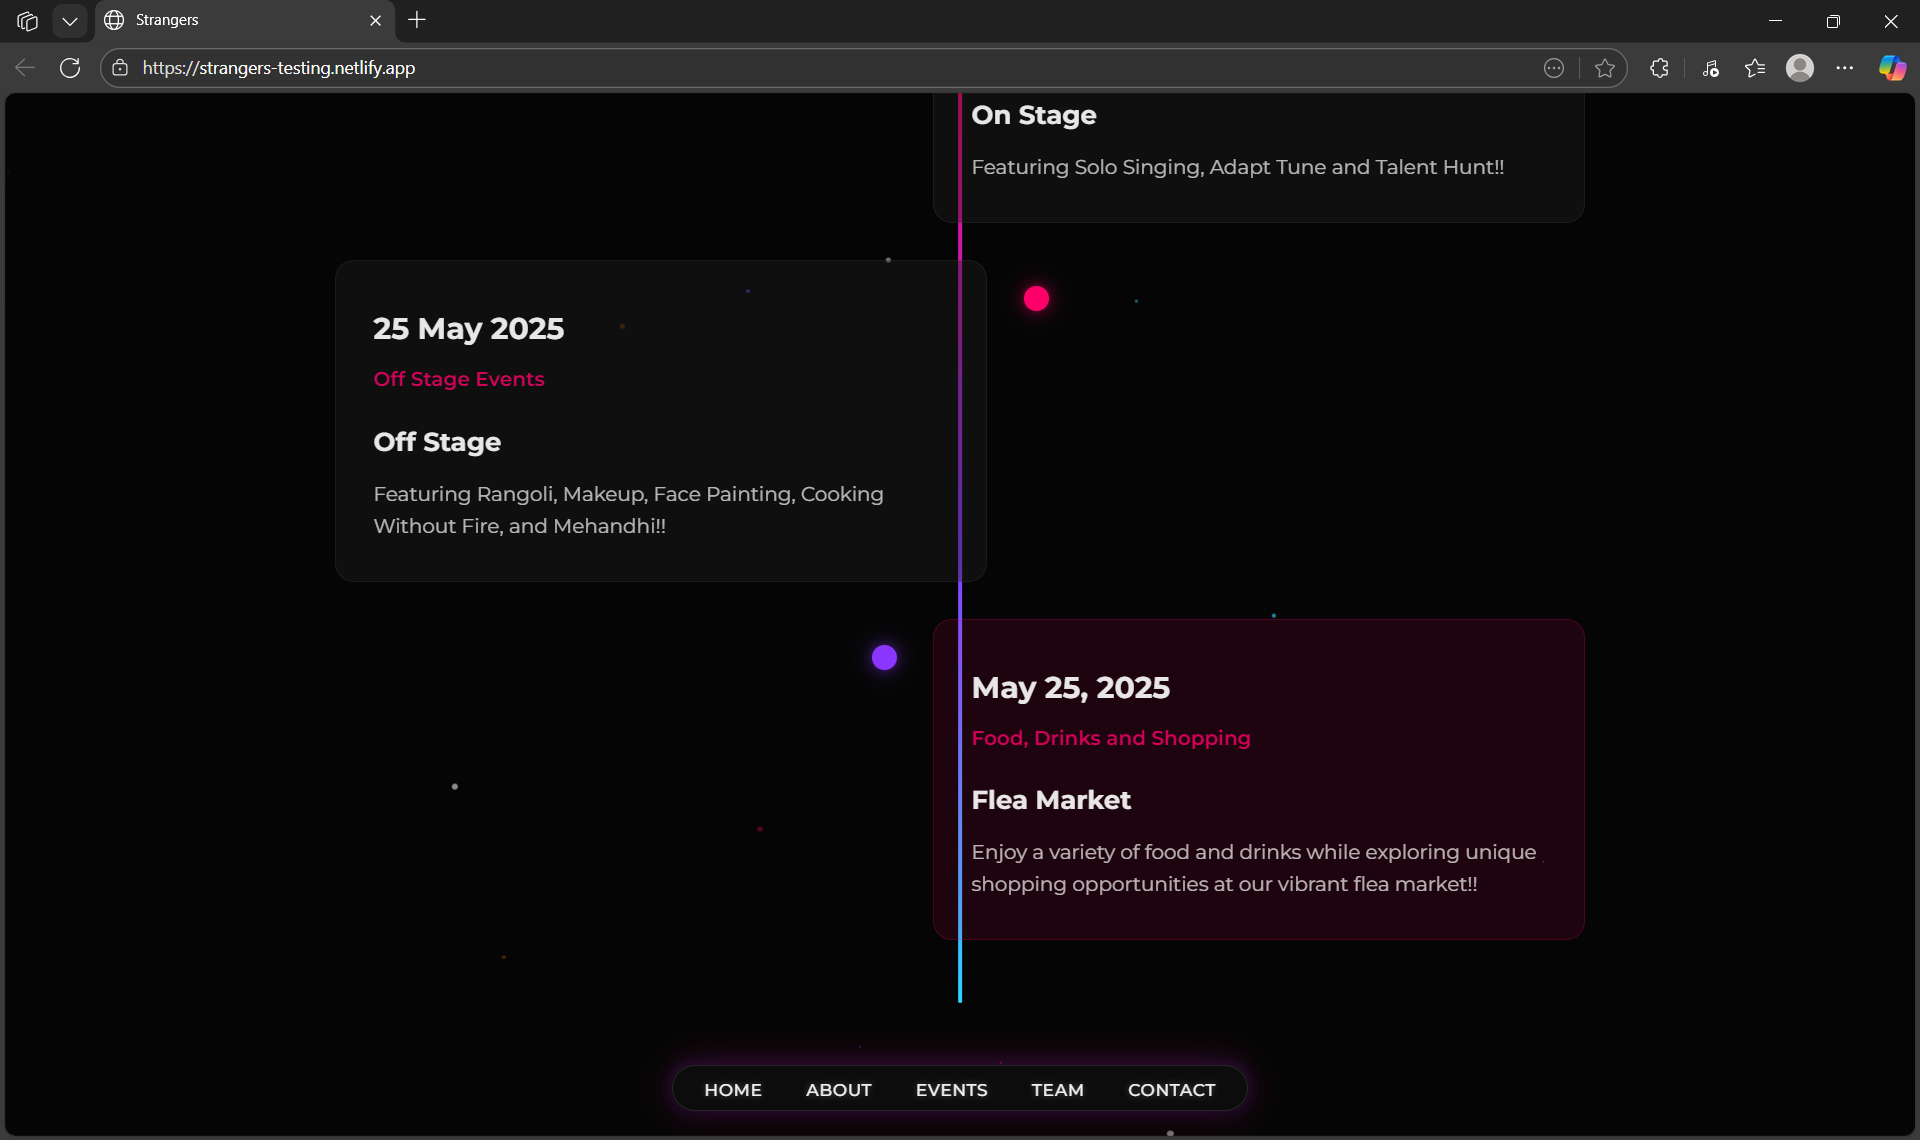 Strangers
https://strangers-testing.netlify.app
On Stage
Featuring Solo Singing, Adapt Tune and Talent Hunt!!
25 May 2025
Off Stage Events
Off Stage
Featuring Rangoli, Makeup, Face Painting, Cooking
Without Fire, and Mehandhi!!
May 25, 2025
Food, Drinks and Shopping
Flea Market
Enjoy a variety of food and drinks while exploring unique
shopping opportunities at our vibrant flea market!!
HOME ABOUT EVENTS TEAM CONTACT